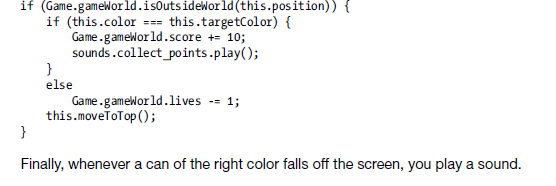 if (Game.gameWorld.isOutsideWorld(this.position)) {
    if (this.color === this.targetColor) {
        Game.gameWorld.score += 10;
        sounds.collect_points.play();
    }
    else
        Game.gameWorld.lives -= 1;
    this.moveToTop();
}
Finally, whenever a can of the right color falls off the screen, you play a sound.